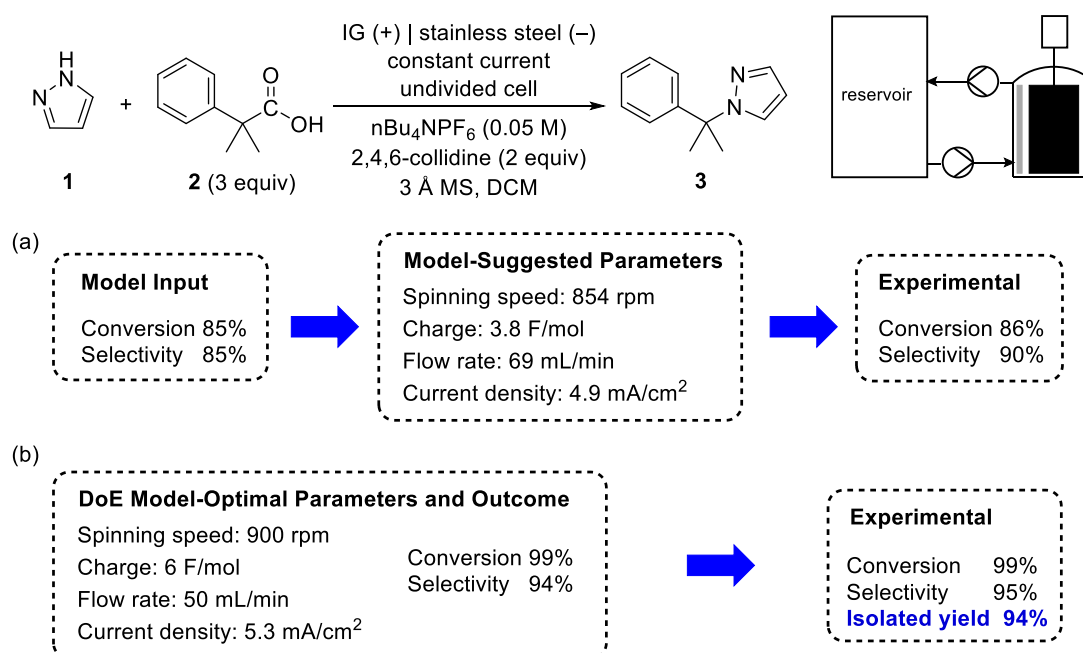 IG (+) | stainless steel (–)
constant current
undivided cell
H
N
N
+
O
C
OH
nBu4NPF6 (0.05 M)
2,4,6-collidine (2 equiv)
3 Å MS, DCM
N
N
reservoir
1
2 (3 equiv)
3
(a)
Model Input
Conversion 85%
Selectivity 85%
Model-Suggested Parameters
Spinning speed: 854 rpm
Charge: 3.8 F/mol
Flow rate: 69 mL/min
Current density: 4.9 mA/cm2
Experimental
Conversion 86%
Selectivity 90%
(b)
DoE Model-Optimal Parameters and Outcome
Spinning speed: 900 rpm
Charge: 6 F/mol
Flow rate: 50 mL/min
Current density: 5.3 mA/cm2
Conversion 99%
Selectivity 94%
Experimental
Conversion 99%
Selectivity 95%
Isolated yield 94%